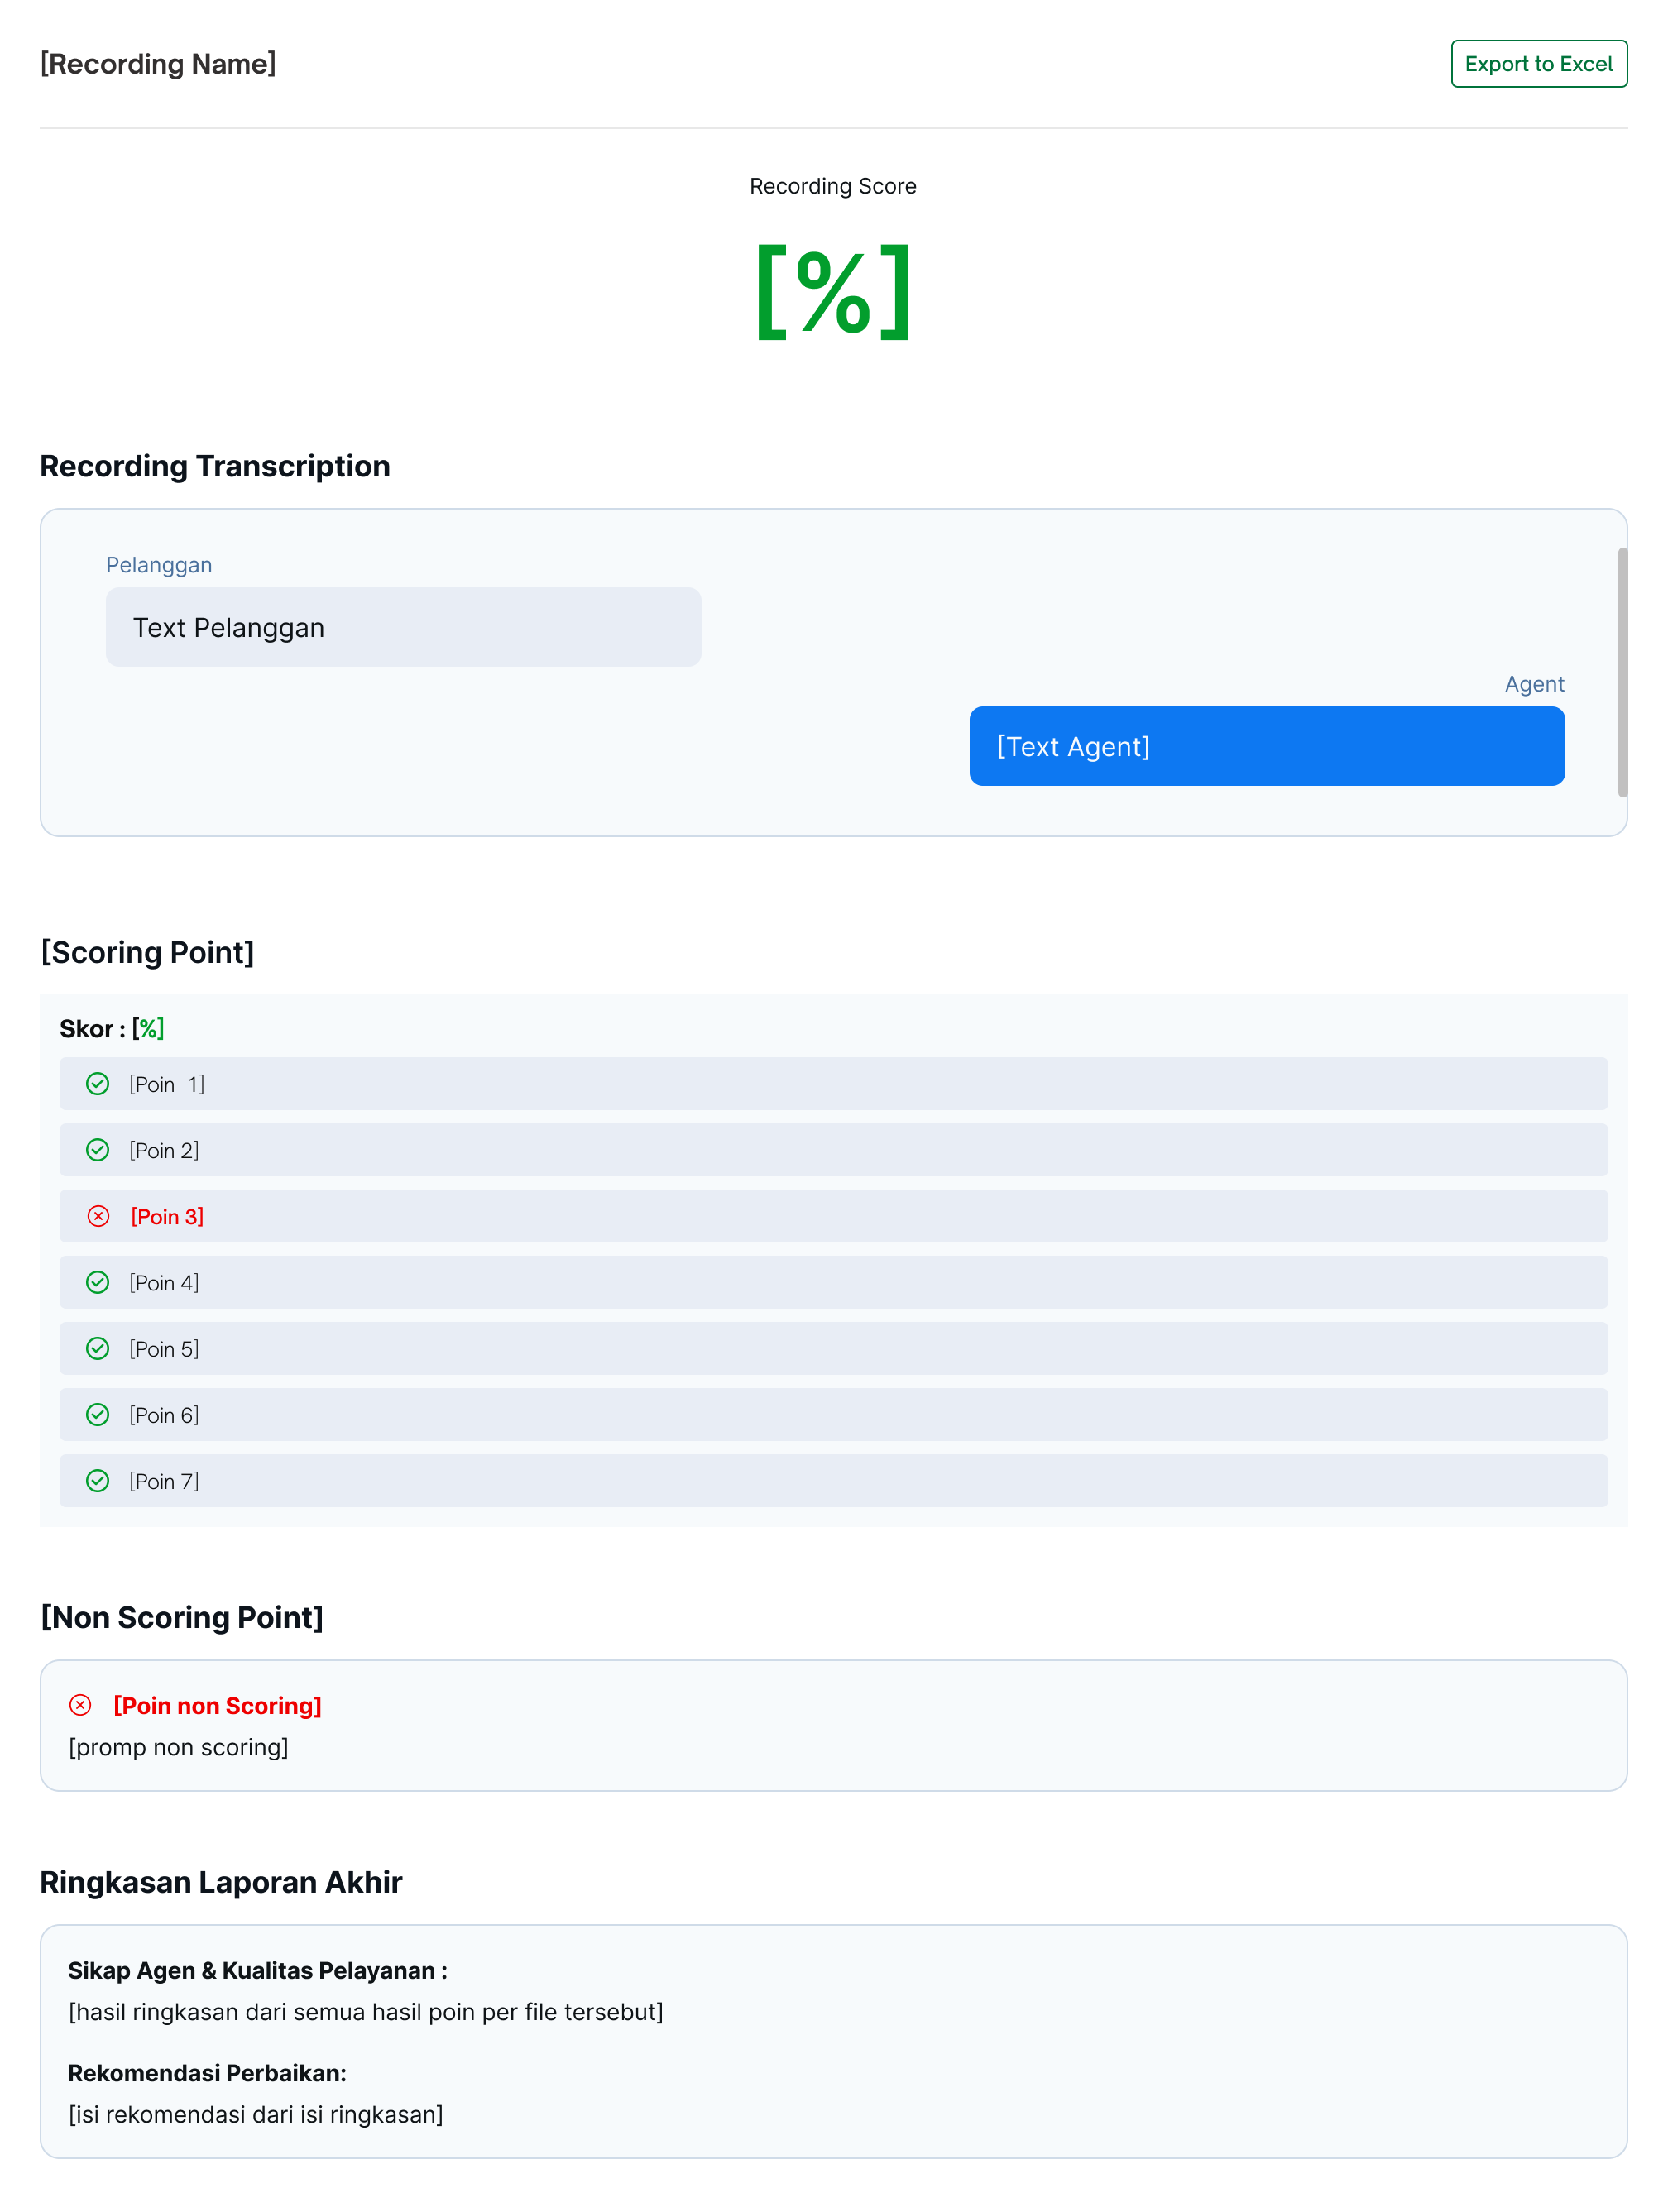 [Recording Name]
Export to Excel
Recording Score
[%]
Recording Transcription
Pelanggan
Text Pelanggan
Agent
[Text Agent]
[Scoring Point]
Skor : [%]
[Poin  1]
[Poin 2]
[Poin 3]
[Poin 4]
[Poin 5]
[Poin 6]
[Poin 7]
[Non Scoring Point]
[Poin non Scoring]
[promp non scoring]
Ringkasan Laporan Akhir
Sikap Agen & Kualitas Pelayanan :
[hasil ringkasan dari semua hasil poin per file tersebut]
Rekomendasi Perbaikan:
[isi rekomendasi dari isi ringkasan]